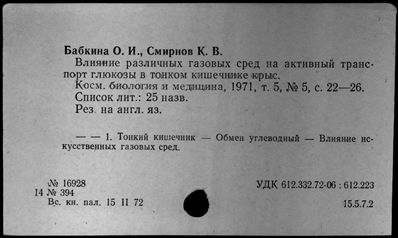 Бабкина О. И., Смирнов К. В.
Влияние различных газовых сред на активный транс-
порт глюкозы в тонком кишечнике крыс.
Косм. биология и медицина, 1971, т. 5, № 5, с. 22—26.
Список лит.: 25 назв.
Рез. на англ. яз.
— — 1. Тонкий кишечник — Обмен углеводный — Влияние ис-
кусственных газовых сред.
№ 16928 УДК 612.332.72-06 : 612.223
14 № 394
Вс. кн. пал. 15 II 72 15.5.7.2